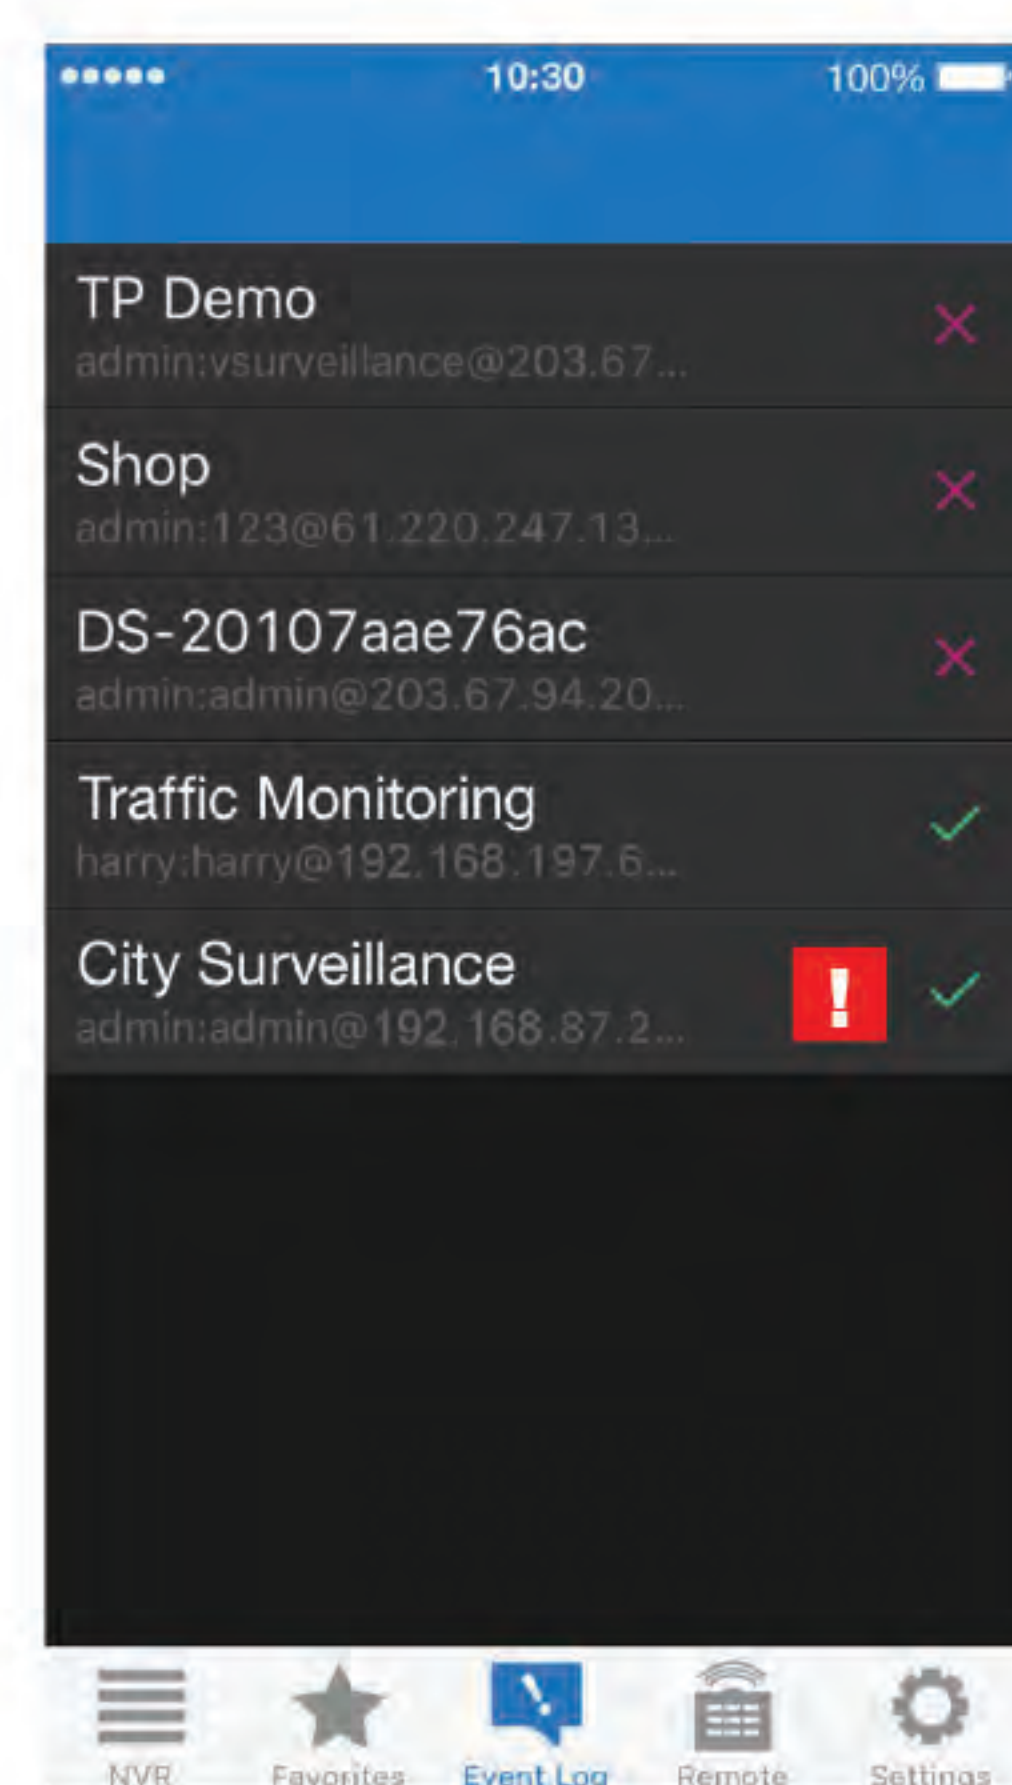 10:30 100%
TP Demo
admin:vsurveillance@203.67...
Shop
admin:123@61.220.247.13...
DS-20107aae76ac
admin:admin@203.67.94.20...
Traffic Monitoring
harry:harry@192.168.197.6...
City Surveillance
admin:admin@192.168.87.2...
!
NVR Favorites Event Log Remote Settings